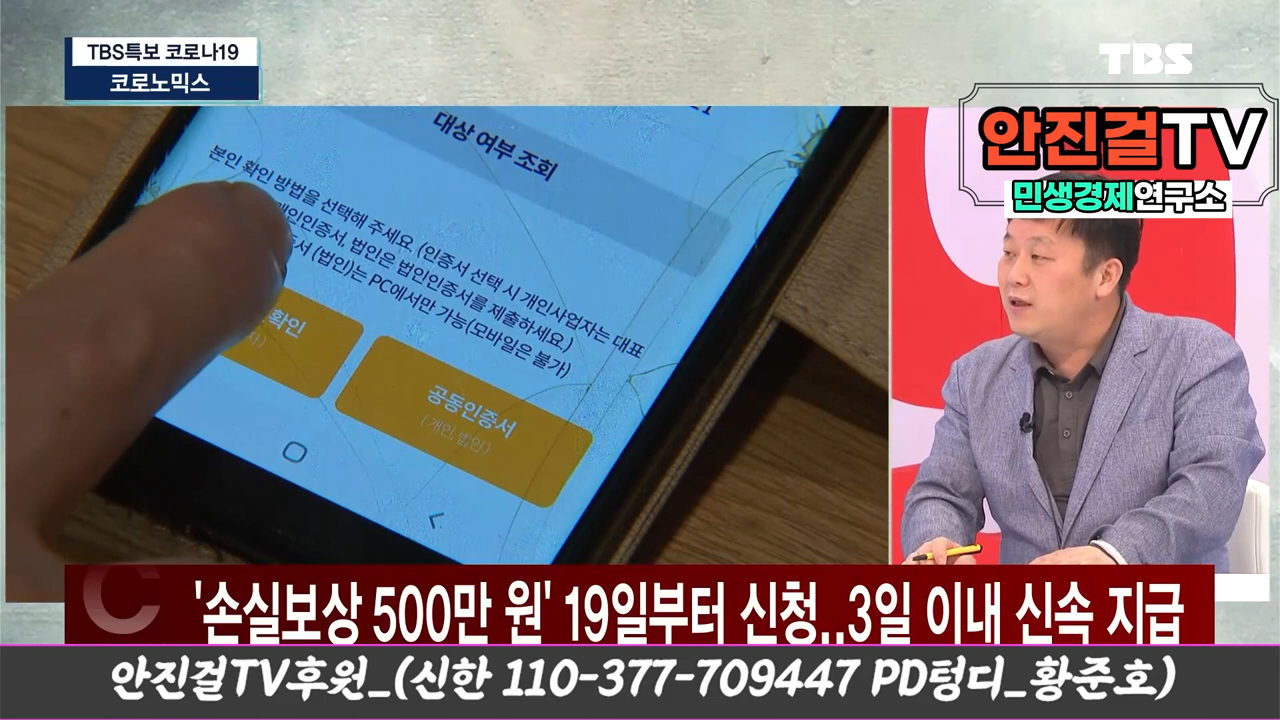 TBS특보 코로나19
코로노믹스
TBS
안진걸TV
민생경제연구소
대상 여부 조회
본인 확인 방법을 선택해 주세요 (인증서 선택 시 개인사업자는 대표
개인인증서, 법인은 법인인증서를 제출하세요.)
(법인)는 PC에서만 가능(모바일은 불가)
확인
공동인증서
(개인, 법인)
'손실보상 500만 원' 19일부터 신청..3일 이내 신속 지급
안진걸TV후원_(신한 110-377-709447 PD텅디_황준호)